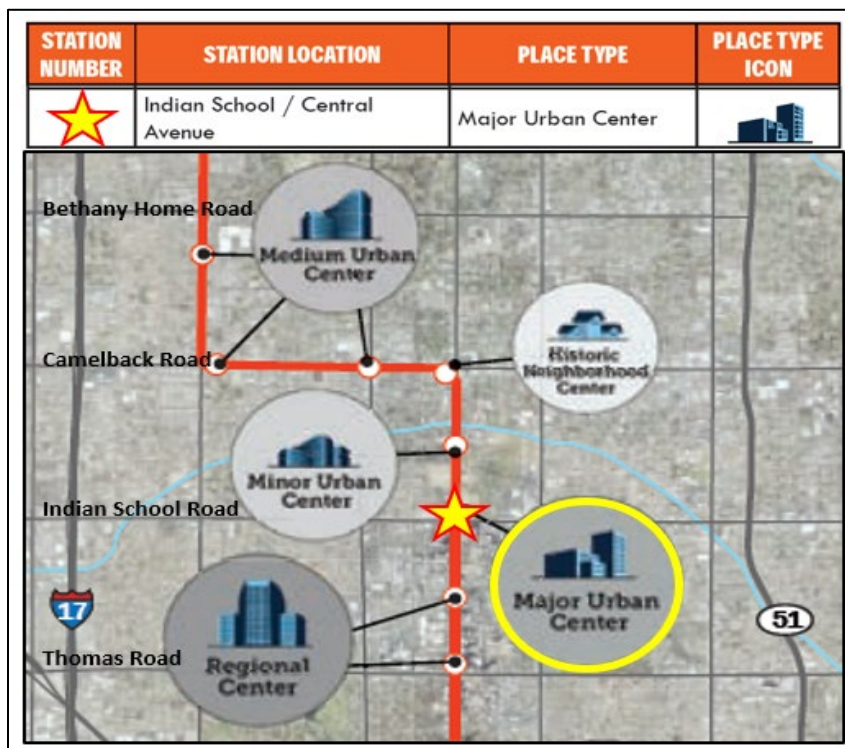 STATION NUMBER
STATION LOCATION
PLACE TYPE
PLACE TYPE ICON
Indian School / Central
Avenue
Major Urban Center
Bethany Home Road
Medium Urban
Center
Camelback Road
Historic
Neighborhood
Center
Minor Urban
Center
Indian School Road
Major Urban
Center
17
51
Thomas Road
Regional
Center